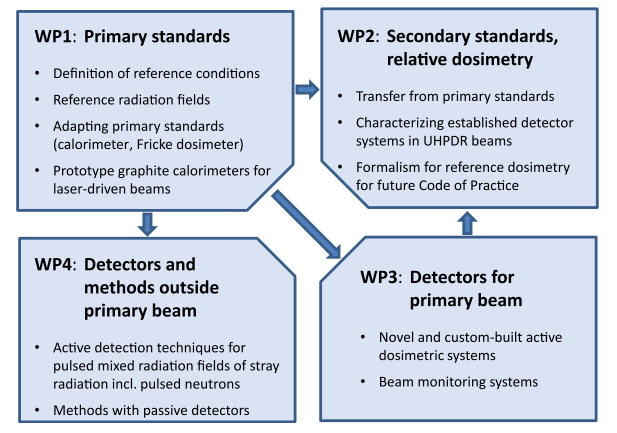 WP1: Primary standards
• Definition of reference conditions
• Reference radiation fields
• Adapting primary standards
(calorimeter, Fricke dosimeter)
• Prototype graphite calorimeters for
laser-driven beams
WP2: Secondary standards,
relative dosimetry
• Transfer from primary standards
• Characterizing established detector
systems in UHPDR beams
• Formalism for reference dosimetry
for future Code of Practice
WP4: Detectors and
methods outside
primary beam
• Active detection techniques for
pulsed mixed radiation fields of stray
radiation incl. pulsed neutrons
• Methods with passive detectors
WP3: Detectors for
primary beam
• Novel and custom-built active
dosimetric systems
• Beam monitoring systems